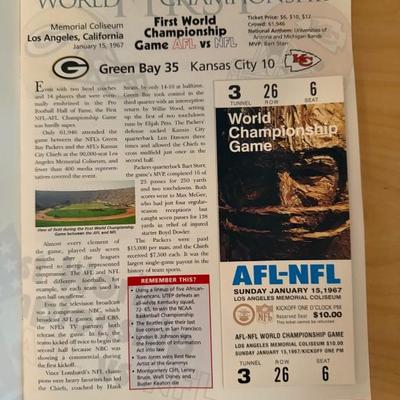 WORLD CHAMPIONSHIP
Memorial Coliseum
Los Angeles, California
January 15, 1967
First World
Championship
Game AFL vs NFL
Ticket Price: $6, $10, $12
Crowd: 61,946
National Anthem: Universities of
Arizona and Michigan Bands
MVP: Bart Starr
Green Bay 35 Kansas City 10
Even with two head coaches
and 14 players that were even-
tually enshrined in the Pro
Football Hall of Fame, the first
NFL-AFL Championship Game
was hardly super.
Only 61,946 attended the
game between the NFL's Green
Bay Packers and the AFL's Kansas
City Chiefs at the 90,000-seat Los
Angeles Memorial Coliseum, and
fewer than 400 media represen-
tatives covered the event.
View of field during the First World Championship
Game between the AFL and NFL.
Almost every element of
the game, played only seven
months after the leagues
agreed to merge, represented
compromise. The AFL and NFL
used different footballs, for
example, so each team used its
own ball on offense.
Even the television broadcast
was a compromise. NBC, which
broadcast AFL games, and CBS,
the NFL's TV partner, both
release the game. In fact, the
teams kicked off twice to begin the
second half because NBC was
showing a commercial during
the first kickoff.
Vince Lombardi's NFL cham-
pions were heavy favorites but led
the Chiefs, coached by Hank
Stram, by only 14-10 at halftime.
Green Bay took control in the
third quarter with an interception
return by Willie Wood, setting
up the first of two touchdown
runs by Elijah Pitts. The Packers'
defense sacked Kansas City
quarterback Len Dawson three
times and allowed the Chiefs to
cross midfield just once in the
second half.
Packers quarterback Bart Starr,
the game's MVP, completed 16 of
23 passes for 250 yards
and two touchdowns. Both
scores went to Max McGee,
who had just four regular-
season receptions but
caught seven passes for 138
yards in relief of injured
starter Boyd Dowler.
The Packers were paid
$15,000 per man, and the Chiefs
received $7,500 each. It was the
largest single-game payout in the
history of team sports.
REMEMBER THIS?
• Using a lineup of five African-
Americans, UTEP defeats an
all-white Kentucky squad,
72-65, to win the NCAA
Basketball Championship
• The Beatles give their last
live concert, in San Francisco
• Lyndon B. Johnson signs
the Freedom of Information
Act into law
• Tom Jones wins Best New
Artist at the Grammys
• Montgomery Clift, Lenny
Bruce, Walt Disney and
Buster Keaton die
3 26 6
TUNNEL ROW SEAT
World
Championship
Game
AFL-NFL
SUNDAY JANUARY 15, 1967
LOS ANGELES MEMORIAL COLISEUM
KICKOFF ONE O'CLOCK PM
Reserved Seat $10.00
This ticket cannot be refunded.
AFL-NFL WORLD CHAMPIONSHIP GAME
LOS ANGELES MEMORIAL COLISEUM $10.00
SUNDAY JANUARY 15, 1967/KICKOFF ONE PM
TUNNEL ROW SEAT
3 26 6